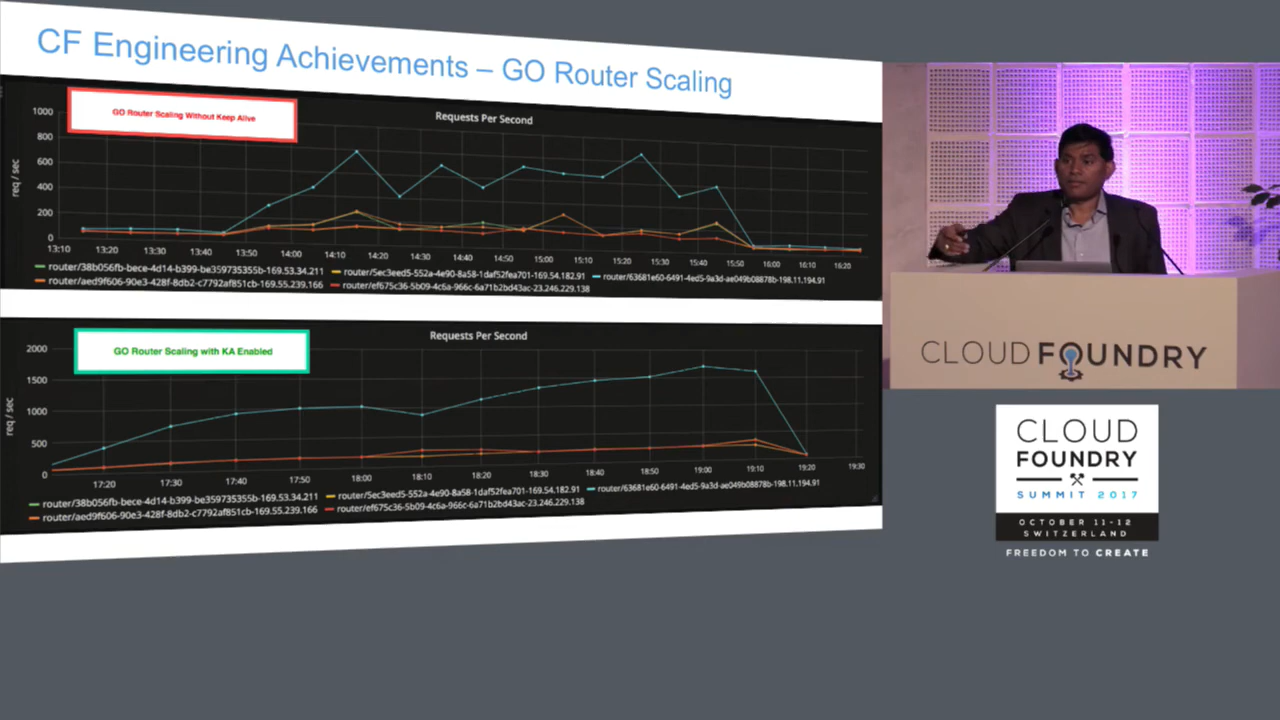 CF Engineering Achievements – GO Router Scaling
GO Router Scaling Without Keep Alive
Requests Per Second
req / sec
1000
800
600
400
200
0
13:10 13:20 13:30 13:40 13:50 14:00 14:10 14:20 14:30 14:40 14:50 15:00 15:10 15:20 15:30 15:40 15:50 16:00 16:10 16:20
router/38b056fb-bece-4d14-b399-be359735355b-169.53.34.211 router/5ec3eed5-552a-4e90-8a58-1daf52fea701-169.54.182.91 router/63681e60-6491-4ed5-9a3d-ae049b08878b-198.11.194.91
router/aed9f606-90e3-428f-8db2-c7792af851cb-169.55.239.166 router/ef675c36-5b09-4c6a-966c-6a71b2bd43ac-23.246.229.138
GO Router Scaling with KA Enabled
Requests Per Second
req / sec
2000
1500
1000
500
0
17:20 17:30 17:40 17:50 18:00 18:10 18:20 18:30 18:40 18:50 19:00 19:10 19:20 19:30
router/38b056fb-bece-4d14-b399-be359735355b-169.53.34.211 router/5ec3eed5-552a-4e90-8a58-1daf52fea701-169.54.182.91 router/63681e60-6491-4ed5-9a3d-ae049b08878b-198.11.194.91
router/aed9f606-90e3-428f-8db2-c7792af851cb-169.55.239.166 router/ef675c36-5b09-4c6a-966c-6a71b2bd43ac-23.246.229.138
CLOUD FOUNDRY
CLOUD
FOUNDRY
SUMMIT 2017
OCTOBER 11-12
SWITZERLAND
FREEDOM TO CREATE